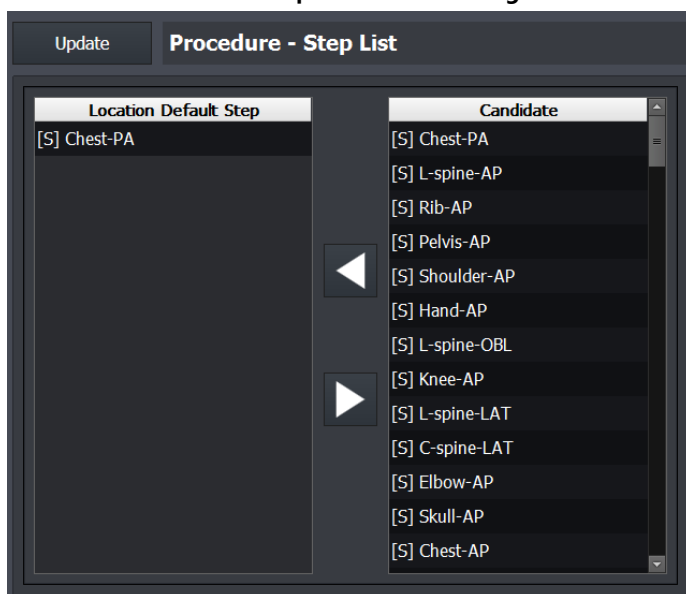 Update
Procedure - Step List
Location Default Step
[S] Chest-PA
Candidate
[S] Chest-PA
[S] L-spine-AP
[S] Rib-AP
[S] Pelvis-AP
[S] Shoulder-AP
[S] Hand-AP
[S] L-spine-OBL
[S] Knee-AP
[S] L-spine-LAT
[S] C-spine-LAT
[S] Elbow-AP
[S] Skull-AP
[S] Chest-AP